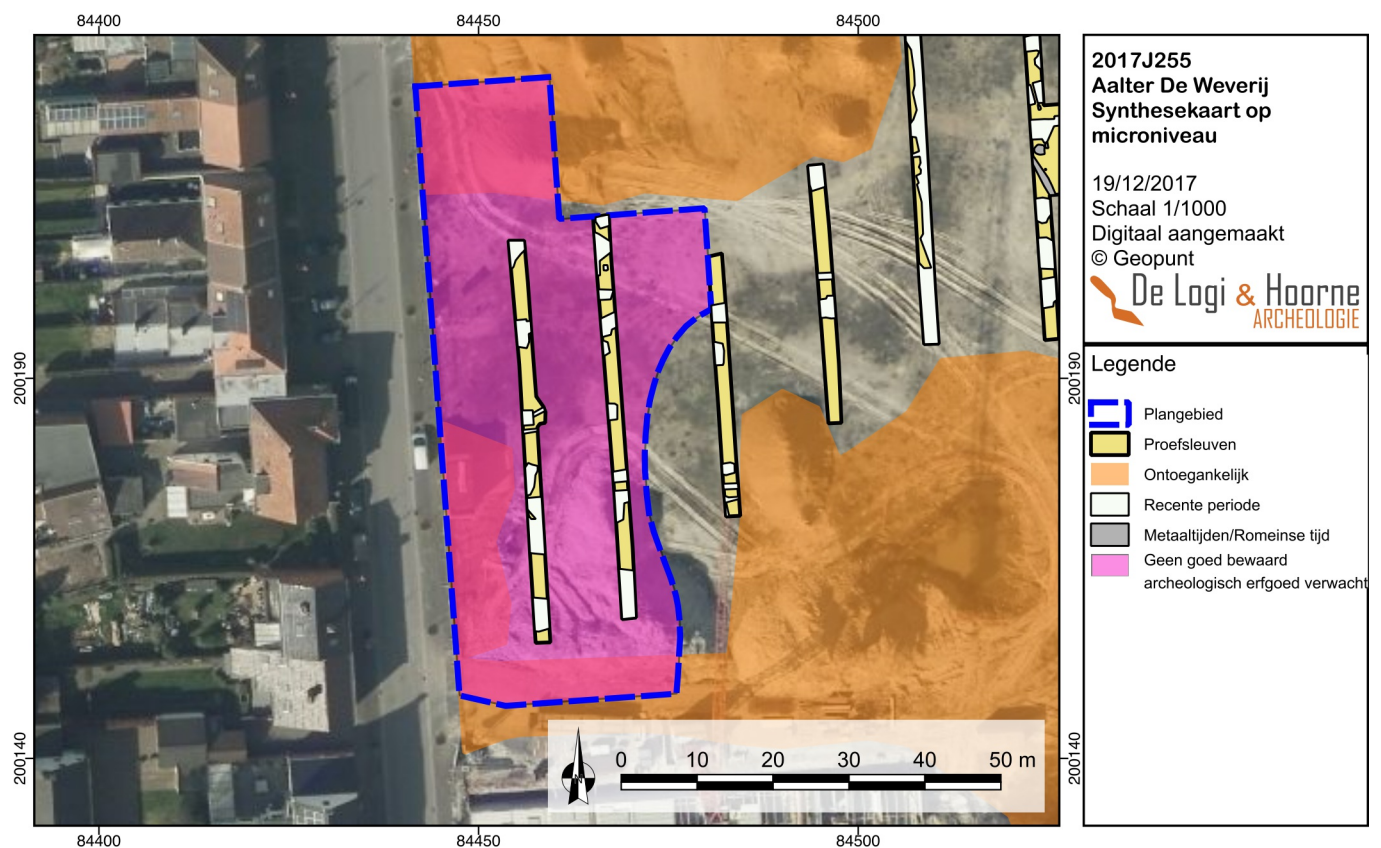 84400
84450
84500
200190
200140
200190
200140
84400
84450
84500
N
0
10
20
30
40
50 m
2017J255
Aalter De Weverij
Synthesekaart op
microniveau
19/12/2017
Schaal 1/1000
Digitaal aangemaakt
© Geopunt
De Logi & Hoorne
ARCHEOLOGIE
Legende
Plangebied
Proefsleuven
Ontoegankelijk
Recente periode
Metaaltijden/Romeinse tijd
Geen goed bewaard
archeologisch erfgoed verwacht